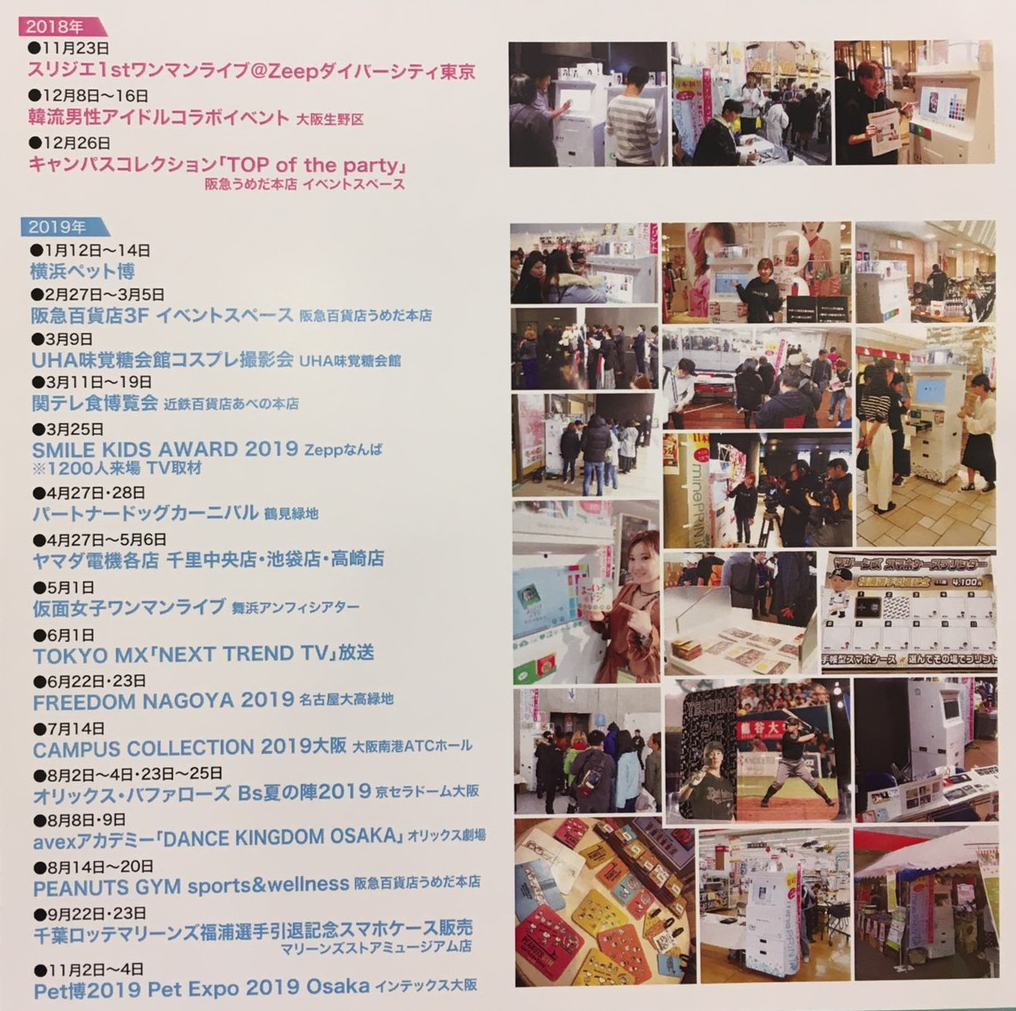 2018年
●11月23日
スリジエ1stワンマンライブ@Zeepダイバーシティ東京
●12月8日〜16日
韓流男性アイドルコラボイベント 大阪生野区
●12月26日
キャンパスコレクション「TOP of the party」
阪急うめだ本店 イベントスペース
2019年
●1月12日〜14日
横浜ペット博
●2月27日〜3月5日
阪急百貨店3F イベントスペース 阪急百貨店うめだ本店
●3月9日
UHA味覚糖会館コスプレ撮影会 UHA味覚糖会館
●3月11日〜19日
関テレ食博覧会 近鉄百貨店あべの本店
●3月25日
SMILE KIDS AWARD 2019 Zeppなんば
※1200人来場 TV取材
●4月27日・28日
パートナードッグカーニバル 鶴見緑地
●4月27日〜5月6日
ヤマダ電機各店 千里中央店・池袋店・高崎店
●5月1日
仮面女子ワンマンライブ 舞浜アンフィシアター
●6月1日
TOKYO MX「NEXT TREND TV」放送
●6月22日・23日
FREEDOM NAGOYA 2019 名古屋大高緑地
●7月14日
CAMPUS COLLECTION 2019大阪 大阪南港ATCホール
●8月2日〜4日・23日〜25日
オリックス・バファローズ Bs夏の陣2019 京セラドーム大阪
●8月8日・9日
avexアカデミー「DANCE KINGDOM OSAKA」 オリックス劇場
●8月14日〜20日
PEANUTS GYM sports&wellness 阪急百貨店うめだ本店
●9月22日・23日
千葉ロッテマリーンズ福浦選手引退記念スマホケース販売
マリーンズストアミュージアム店
●11月2日〜4日
Pet博2019 Pet Expo 2019 Osaka インテックス大阪
スマホケースプリンター
4,100円
手帳型スマホケース
選んでその場でプリント
龍谷大